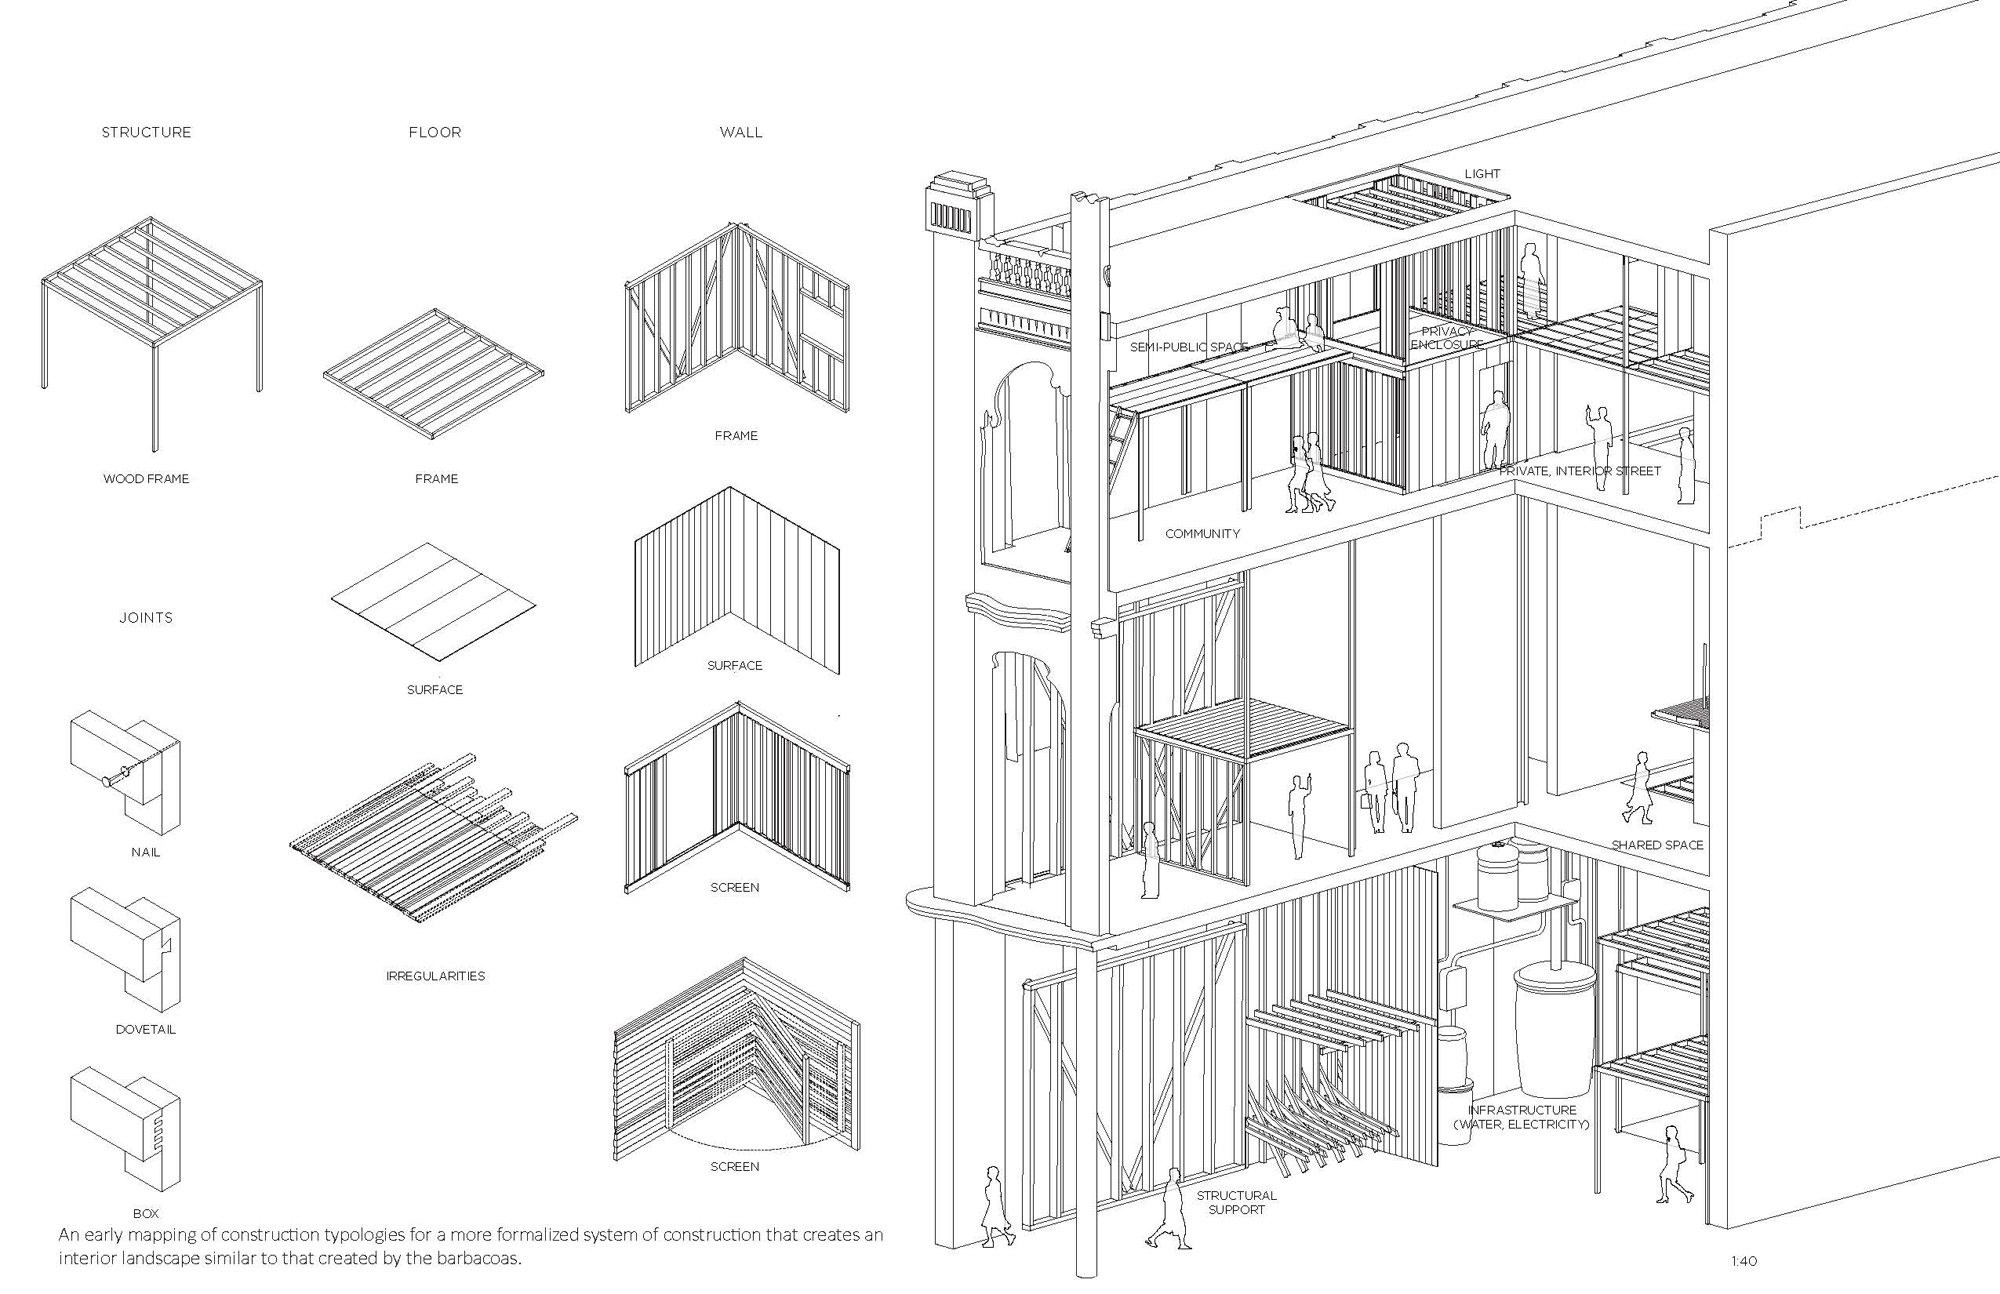 STRUCTURE
WOOD FRAME
JOINTS
NAIL
DOVETAIL
BOX
FLOOR
FRAME
SURFACE
IRREGULARITIES
WALL
FRAME
SURFACE
SCREEN
SCREEN
An early mapping of construction typologies for a more formalized system of construction that creates an
interior landscape similar to that created by the barbacoas.
LIGHT
SEMI-PUBLIC SPACE
PRIVACY
ENCLOSURE
PRIVATE, INTERIOR STREET
COMMUNITY
SHARED SPACE
INFRASTRUCTURE
(WATER, ELECTRICITY)
STRUCTURAL
SUPPORT
1:40